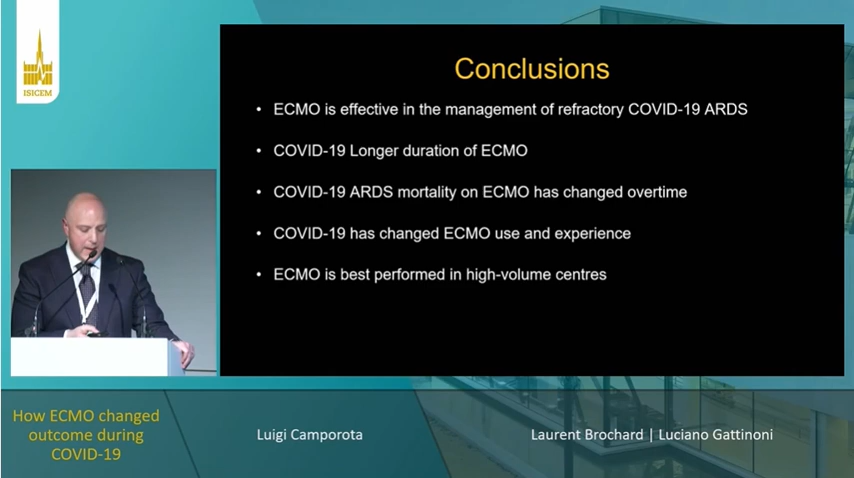 ISICEM
Conclusions
• ECMO is effective in the management of refractory COVID-19 ARDS
• COVID-19 Longer duration of ECMO
• COVID-19 ARDS mortality on ECMO has changed overtime
• COVID-19 has changed ECMO use and experience
• ECMO is best performed in high-volume centres
How ECMO changed
outcome during
COVID-19
Luigi Camporota
Laurent Brochard | Luciano Gattinoni